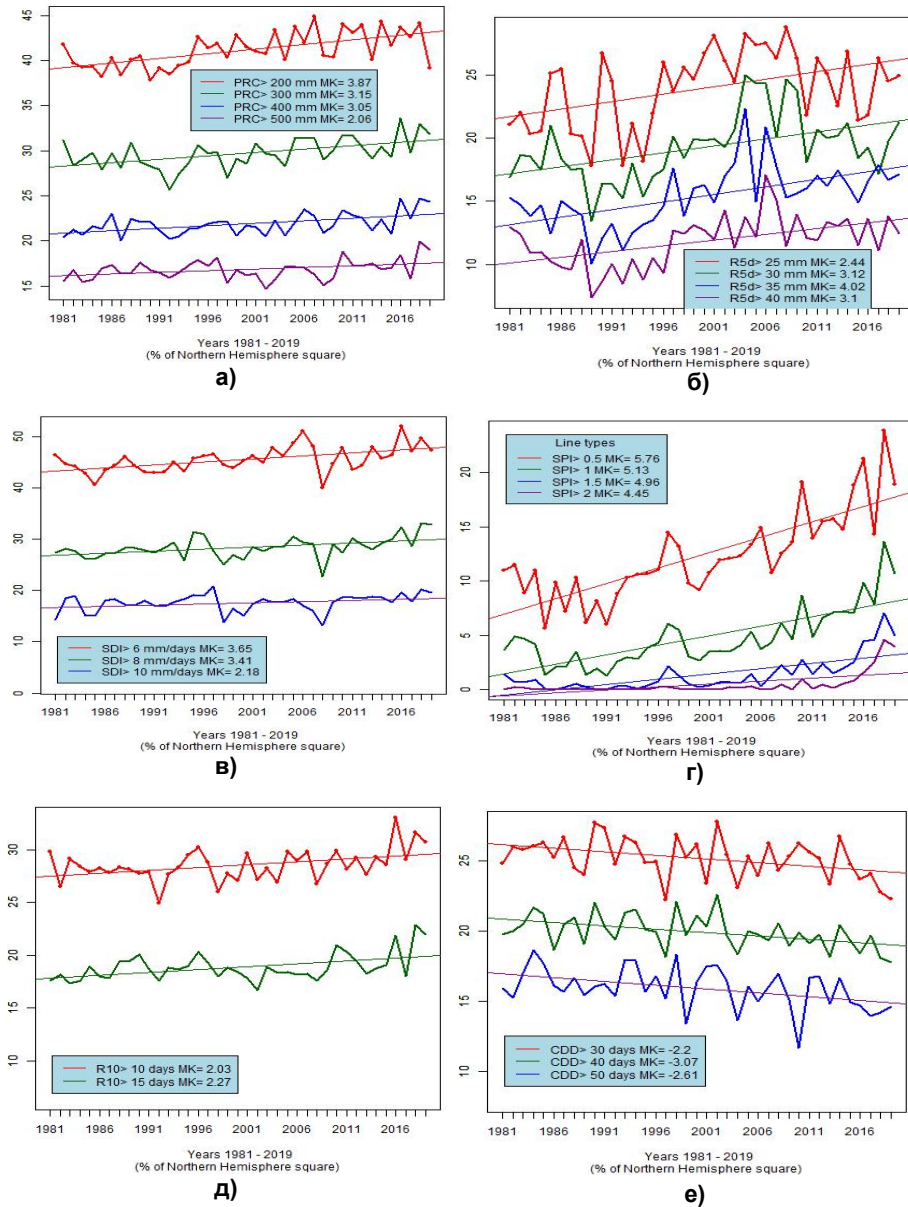 45
40
35
30
25
20
15
PRC> 200 mm MK= 3.87
PRC> 300 mm MK= 3.15
PRC> 400 mm MK= 3.05
PRC> 500 mm MK= 2.06
1981 1986 1991 1996 2001 2006 2011 2016
Years 1981 - 2019
(% of Northern Hemisphere square)
а)
25
20
15
10
R5d> 25 mm MK= 2.44
R5d> 30 mm MK= 3.12
R5d> 35 mm MK= 4.02
R5d> 40 mm MK= 3.1
1981 1986 1991 1996 2001 2006 2011 2016
Years 1981 - 2019
(% of Northern Hemisphere square)
б)
50
40
30
20
10
0
SDI> 6 mm/days MK= 3.65
SDI> 8 mm/days MK= 3.41
SDI> 10 mm/days MK= 2.18
1981 1986 1991 1996 2001 2006 2011 2016
Years 1981 - 2019
(% of Northern Hemisphere square)
в)
Line types
SPI> 0.5 MK= 5.76
SPI> 1 MK= 5.13
SPI> 1.5 MK= 4.96
SPI> 2 MK= 4.45
20
15
10
5
0
1981 1986 1991 1996 2001 2006 2011 2016
Years 1981 - 2019
(% of Northern Hemisphere square)
г)
30
25
20
15
10
R10> 10 days MK= 2.03
R10> 15 days MK= 2.27
1981 1986 1991 1996 2001 2006 2011 2016
Years 1981 - 2019
(% of Northern Hemisphere square)
д)
25
20
15
10
CDD> 30 days MK= -2.2
CDD> 40 days MK= -3.07
CDD> 50 days MK= -2.61
1981 1986 1991 1996 2001 2006 2011 2016
Years 1981 - 2019
(% of Northern Hemisphere square)
е)